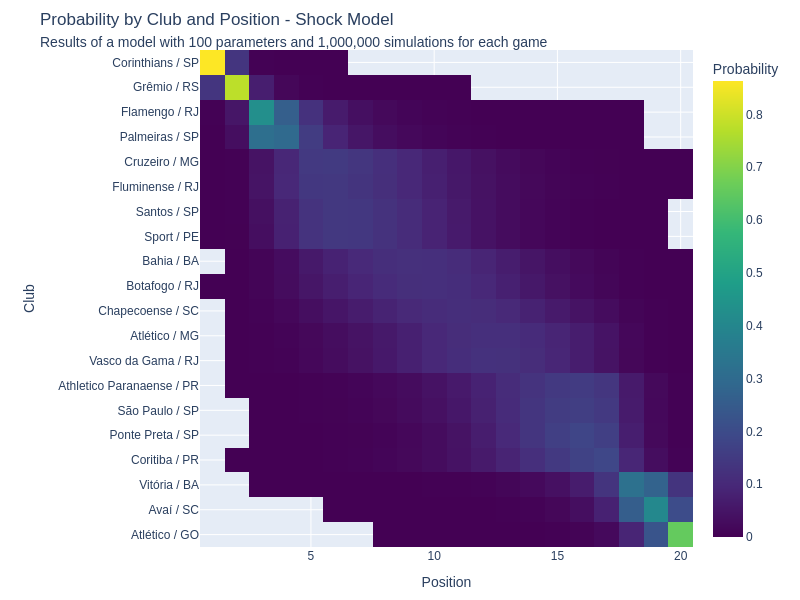 Probability by Club and Position - Shock Model
Results of a model with 100 parameters and 1,000,000 simulations for each game
Probability
Club
Corinthians / SP
Grêmio / RS
Flamengo / RJ
Palmeiras / SP
Cruzeiro / MG
Fluminense / RJ
Santos / SP
Sport / PE
Bahia / BA
Botafogo / RJ
Chapecoense / SC
Atlético / MG
Vasco da Gama / RJ
Athletico Paranaense / PR
São Paulo / SP
Ponte Preta / SP
Coritiba / PR
Vitória / BA
Avaí / SC
Atlético / GO
0.8
0.7
0.6
0.5
0.4
0.3
0.2
0.1
0
5 10 15 20
Position